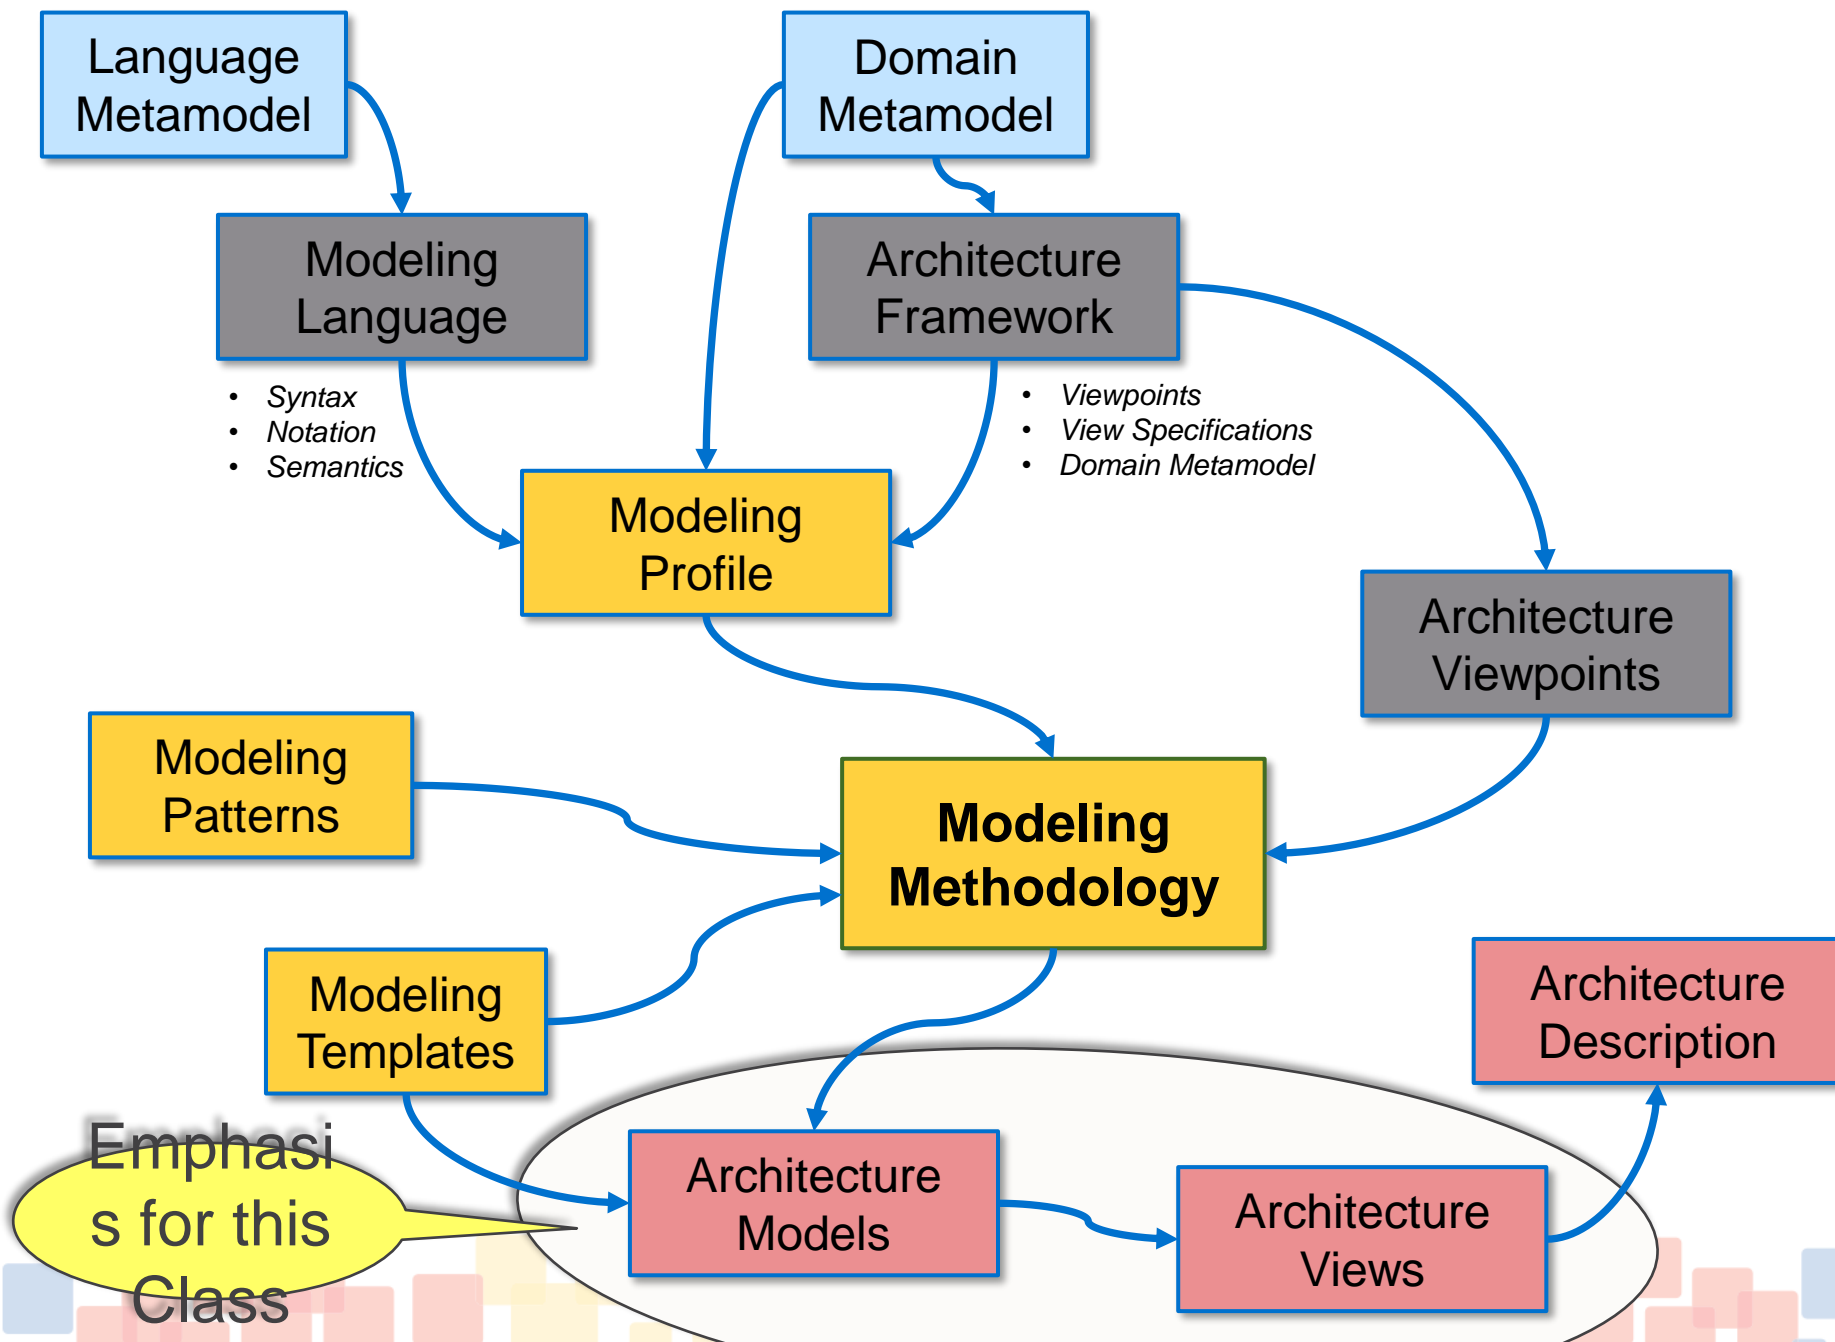 Language
Metamodel
Domain
Metamodel
Modeling
Language
Architecture
Framework
• Syntax
• Notation
• Semantics
• Viewpoints
• View Specifications
• Domain Metamodel
Modeling
Profile
Architecture
Viewpoints
Modeling
Patterns
Modeling
Methodology
Modeling
Templates
Architecture
Description
Emphasi
s for this
Class
Architecture
Models
Architecture
Views